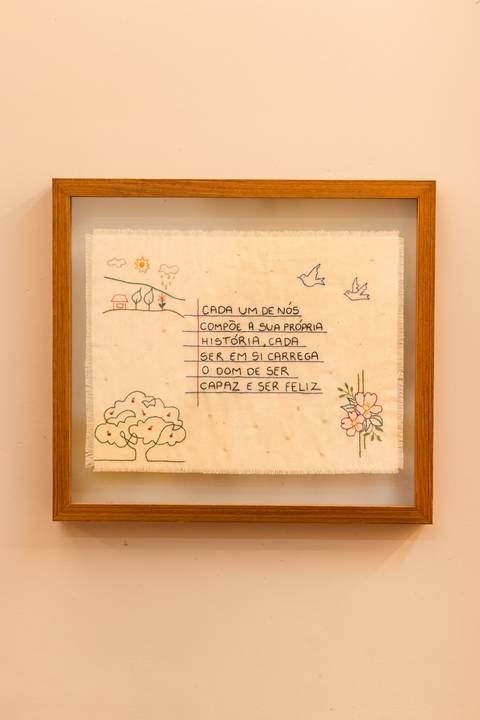 CADA UM DE NÓS
COMPÕE A SUA PRÓPRIA
HISTÓRIA, CADA
SER EM SI CARREGA
O DOM DE SER
CAPAZ E SER FELIZ